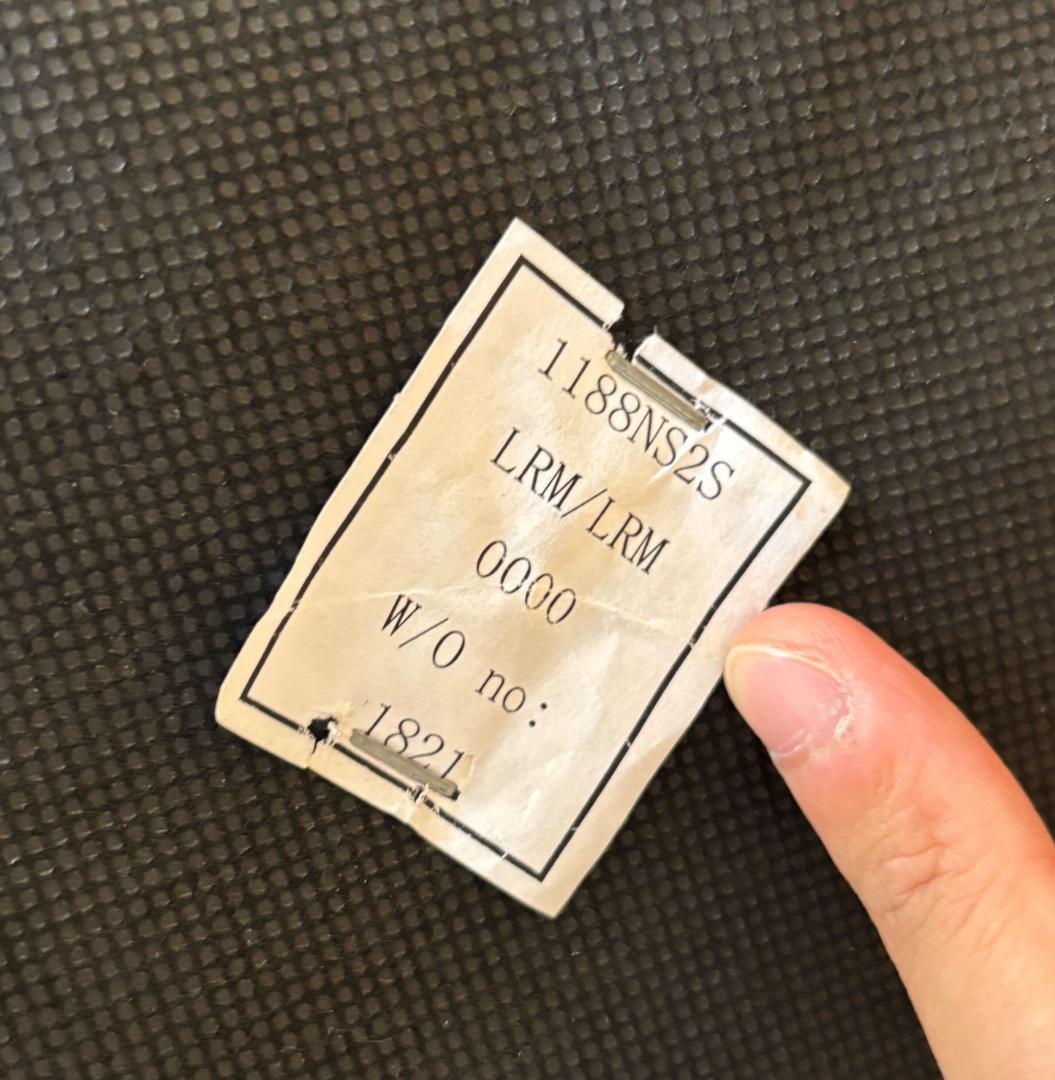 1188NS2S
LRM/LRM
0000
W/O no:
1821